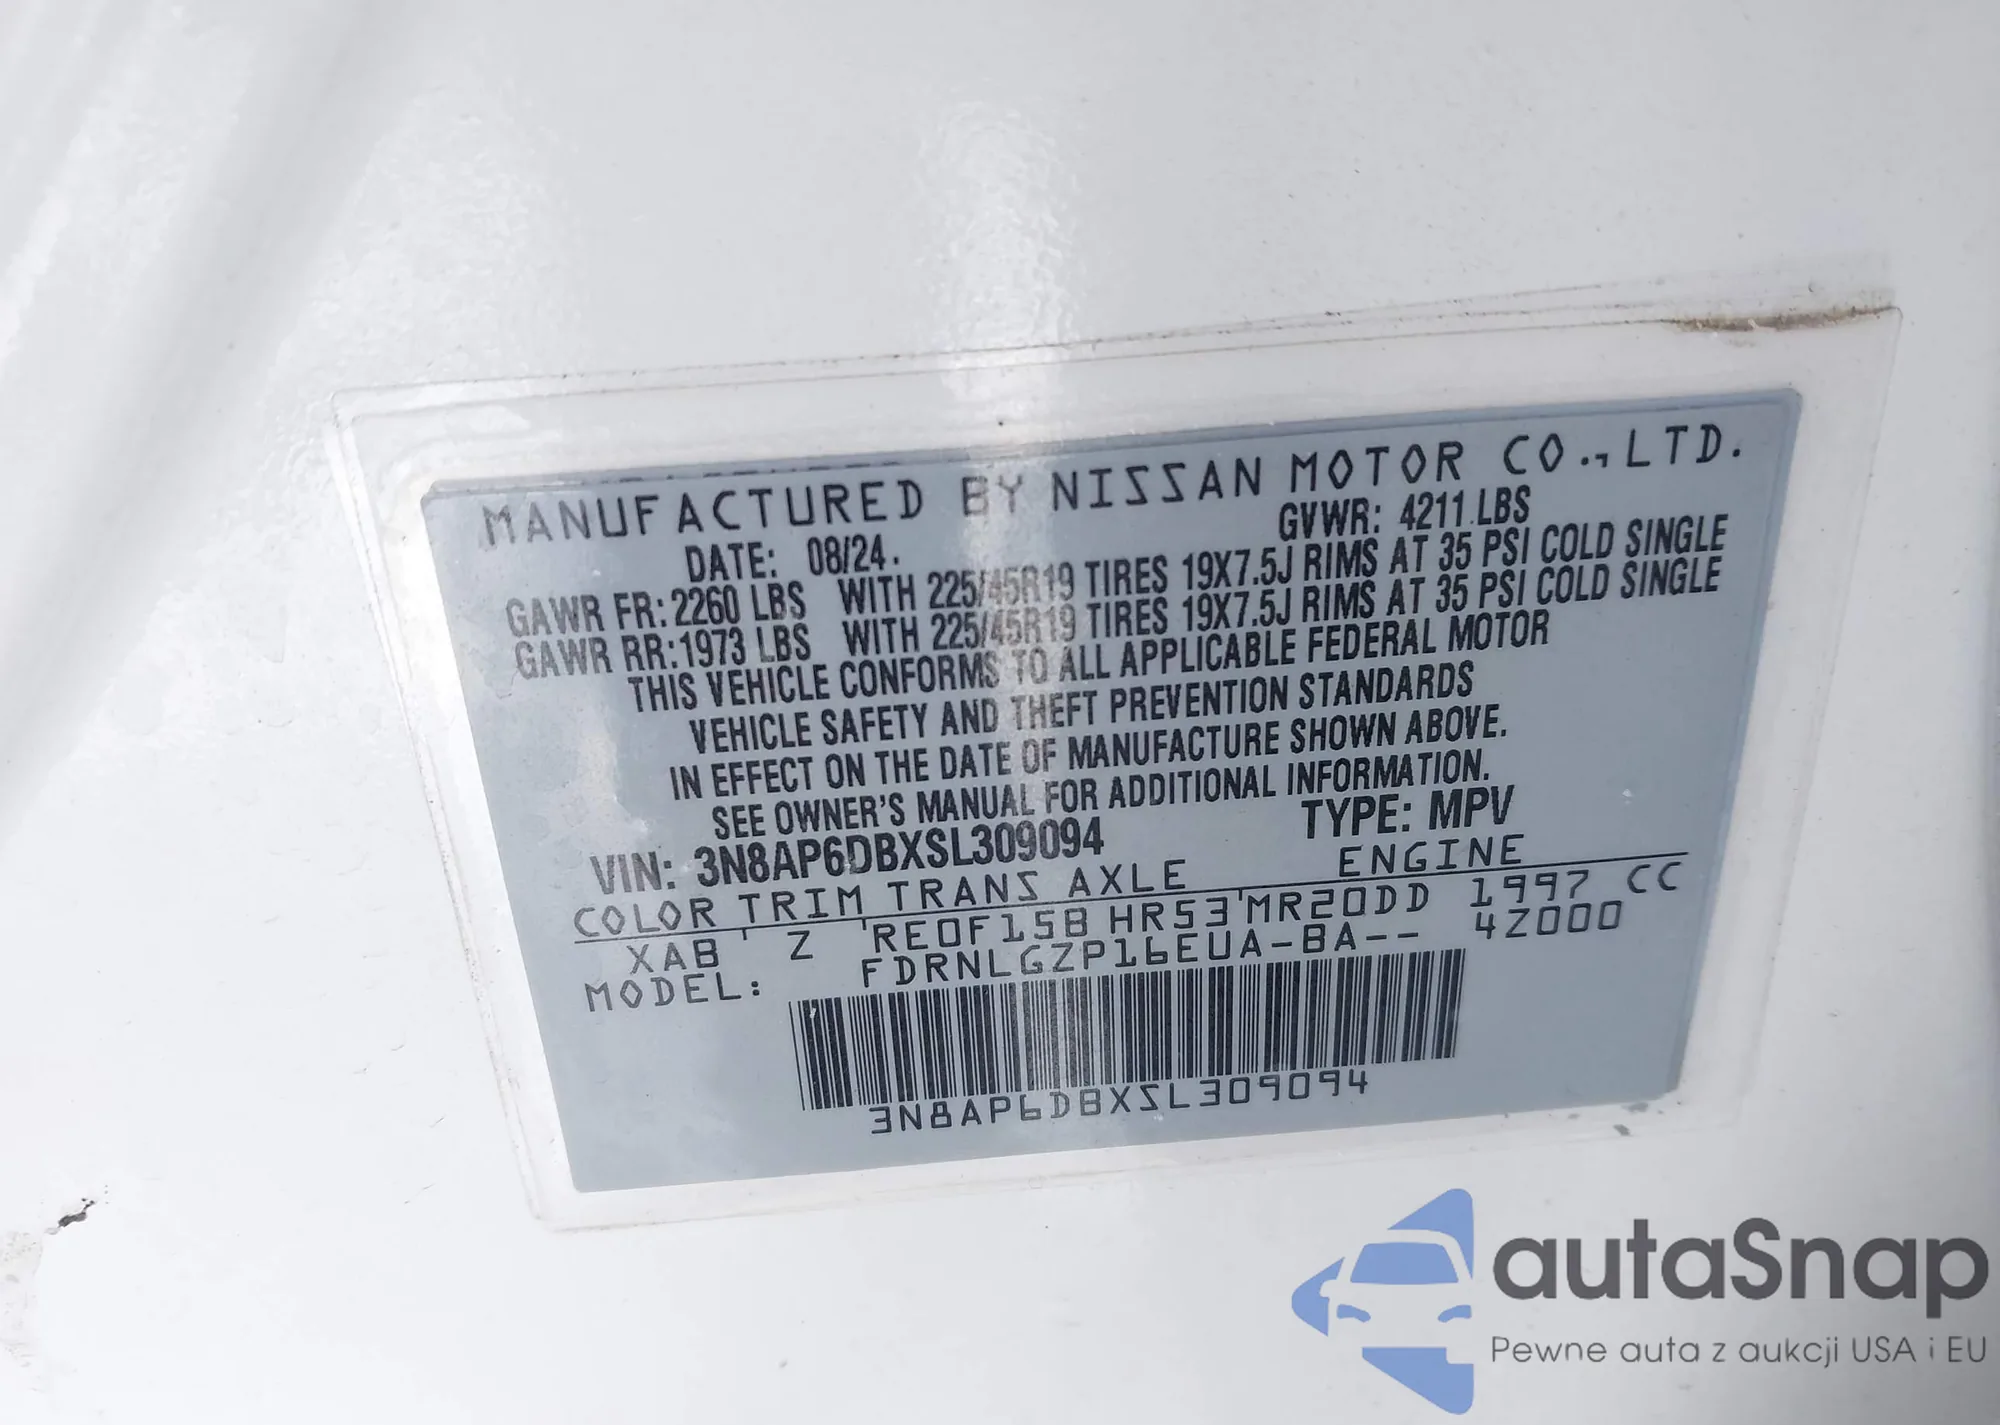 MANUFACTURED BY NISSAN MOTOR CO., LTD.
DATE: 08/24. GVWR: 4211 LBS
GAWR FR: 2260 LBS WITH 225/45R19 TIRES 19X7.5J RIMS AT 35 PSI COLD SINGLE
GAWR RR: 1973 LBS WITH 225/45R19 TIRES 19X7.5J RIMS AT 35 PSI COLD SINGLE
THIS VEHICLE CONFORMS TO ALL APPLICABLE FEDERAL MOTOR
VEHICLE SAFETY AND THEFT PREVENTION STANDARDS
IN EFFECT ON THE DATE OF MANUFACTURE SHOWN ABOVE.
SEE OWNER'S MANUAL FOR ADDITIONAL INFORMATION.
VIN: 3N8AP6DBXSL309094 TYPE: MPV
COLOR TRIM TRANS AXLE ENGINE
XAB Z RE0F15B HR53 MR20DD 1997 CC
MODEL: FDRNLGZP16EUA-BA-- 4Z000
3N8AP6DBXSL309094
autaSnap
Pewne auta z aukcji USA i EU